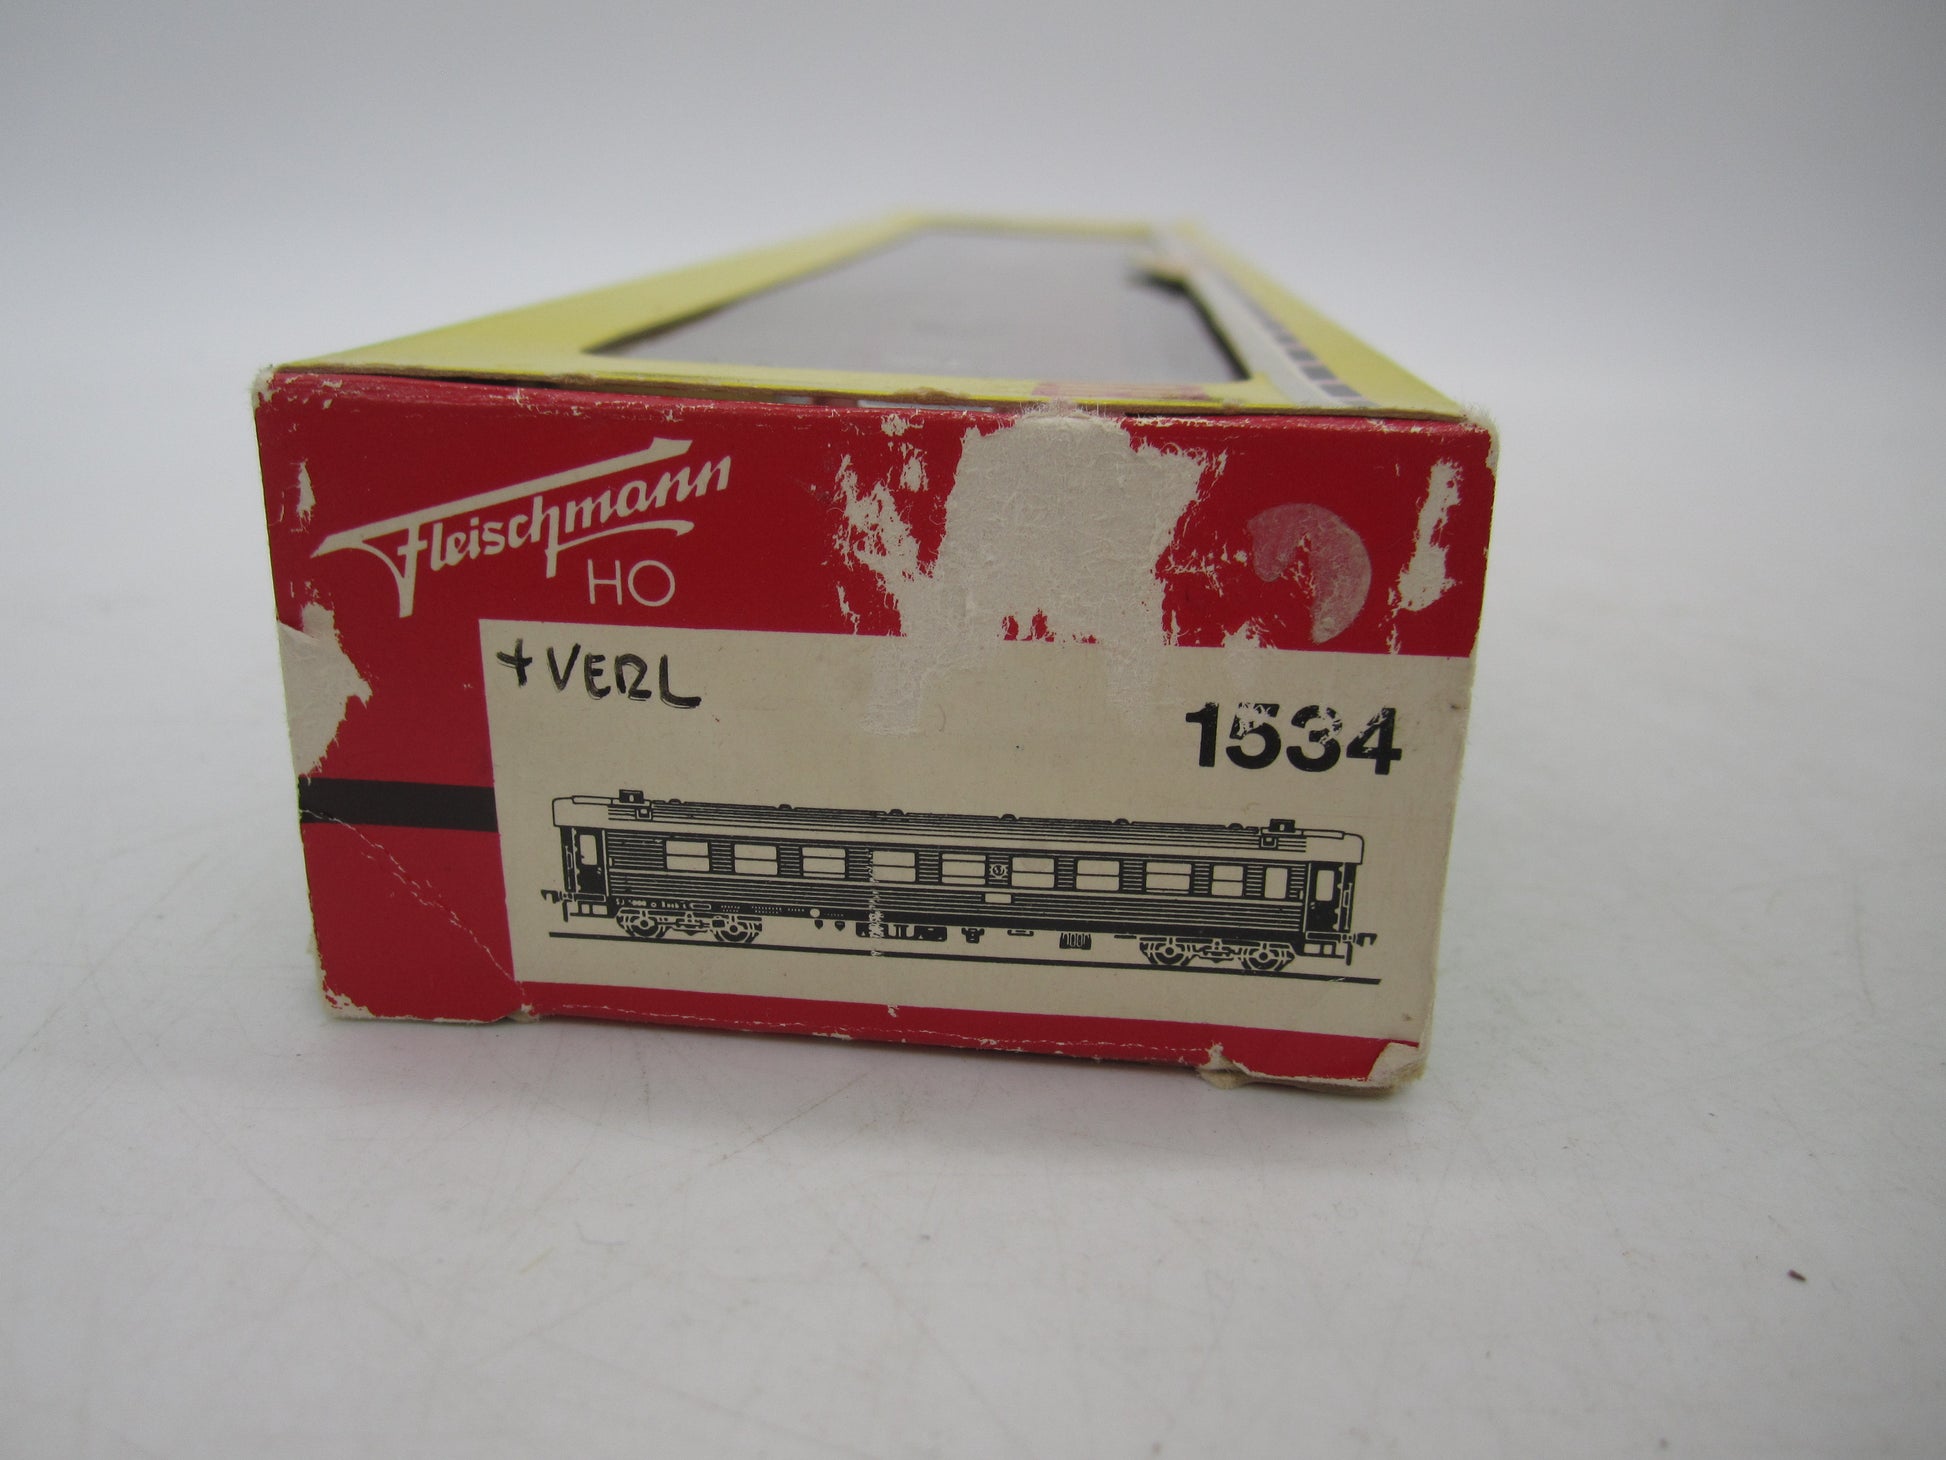 Fleischmann
HO
+ VERL
1534